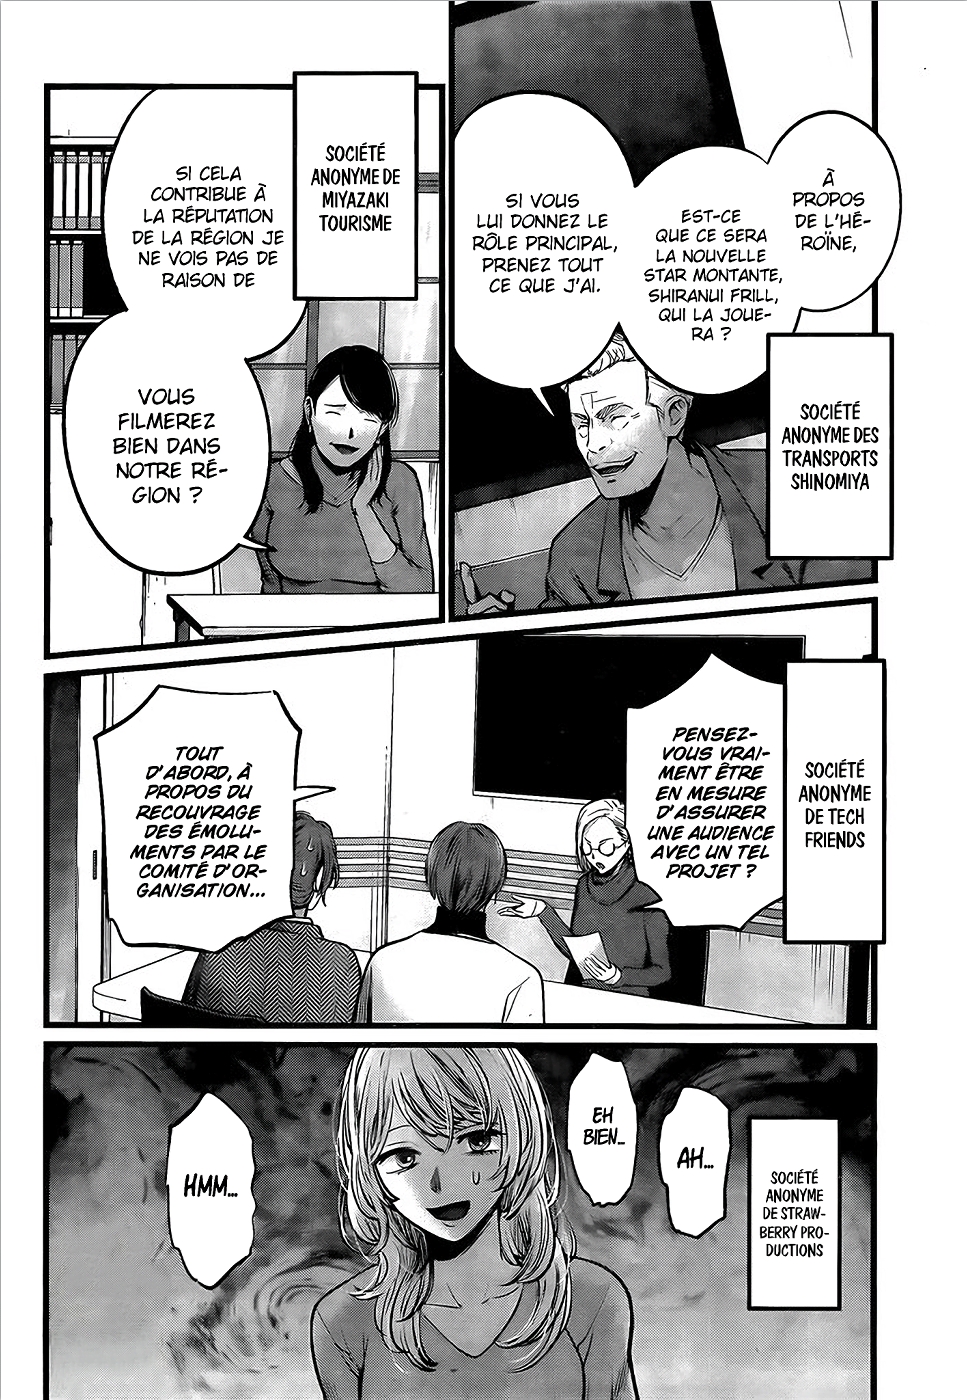 À
PROPOS
DE L'HÉ-
ROÏNE,
EST-CE
QUE CE SERA
LA NOUVELLE
STAR MONTANTE,
SHIRANUI FRILL,
QUI LA JOUE-
RA ?
SI VOUS
LUI DONNEZ LE
RÔLE PRINCIPAL,
PRENEZ TOUT
CE QUE J'AI.
SOCIÉTÉ
ANONYME DES
TRANSPORTS
SHINOMIYA
SOCIÉTÉ
ANONYME DE
MIYAZAKI
TOURISME
SI CELA
CONTRIBUE À
LA RÉPUTATION
DE LA RÉGION JE
NE VOIS PAS DE
RAISON DE
VOUS
FILMEREZ
BIEN DANS
NOTRE RÉ-
GION ?
SOCIÉTÉ
ANONYME
DE TECH
FRIENDS
PENSEZ-
VOUS VRAI-
MENT ÊTRE
EN MESURE
D'ASSURER
UNE AUDIENCE
AVEC UN TEL
PROJET ?
TOUT
D'ABORD, À
PROPOS DU
RECOUVRAGE
DES ÉMOLU-
MENTS PAR LE
COMITÉ D'OR-
GANISATION...
SOCIÉTÉ
ANONYME
DE STRAW-
BERRY PRO-
DUCTIONS
AH...
EH
BIEN...
HMM...